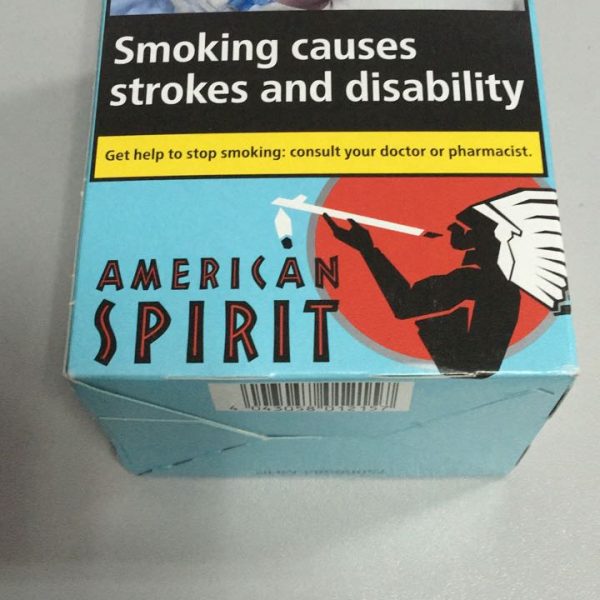 Smoking causes
strokes and disability
Get help to stop smoking: consult your doctor or pharmacist.
AMERICAN
SPIRIT